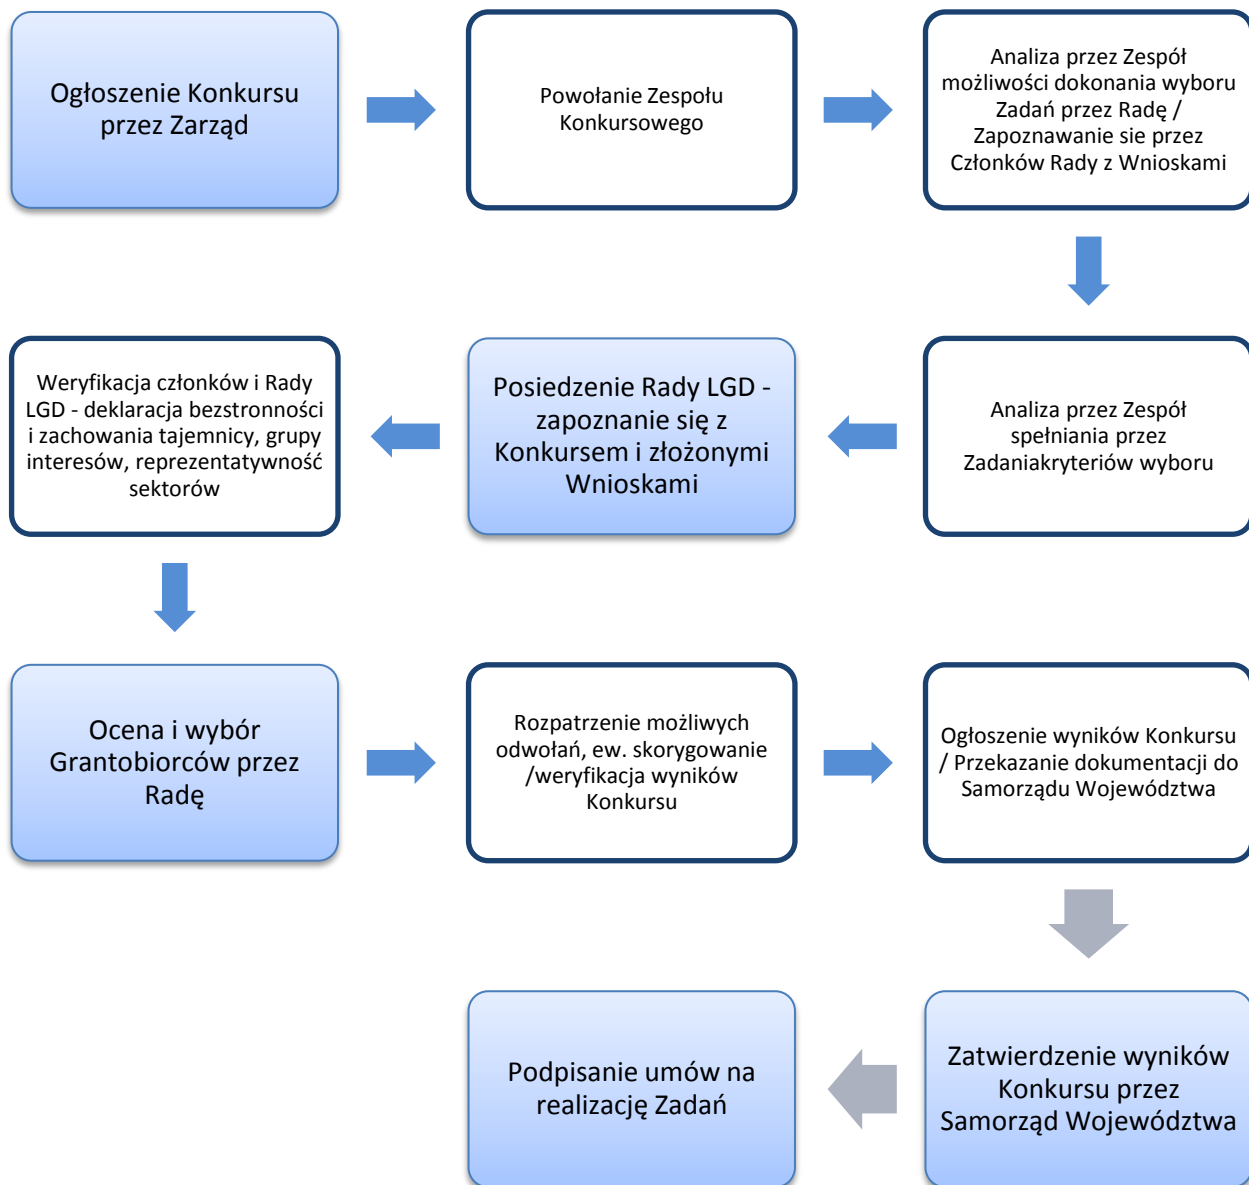 Ogłoszenie Konkursu
przez Zarząd
Powołanie Zespołu
Konkursowego
Analiza przez Zespół
możliwości dokonania wyboru
Zadań przez Radę /
Zapoznawanie sie przez
Członków Rady z Wnioskami
Analiza przez Zespół
spełniania przez
Zadaniakryteriów wyboru
Posiedzenie Rady LGD -
zapoznanie się z
Konkursem i złożonymi
Wnioskami
Weryfikacja członków i Rady
LGD - deklaracja bezstronności
i zachowania tajemnicy, grupy
interesów, reprezentatywność
sektorów
Ocena i wybór
Grantobiorców przez
Radę
Rozpatrzenie możliwych
odwołań, ew. skorygowanie
/weryfikacja wyników
Konkursu
Ogłoszenie wyników Konkursu
/ Przekazanie dokumentacji do
Samorządu Województwa
Zatwierdzenie wyników
Konkursu przez
Samorząd Województwa
Podpisanie umów na
realizację Zadań